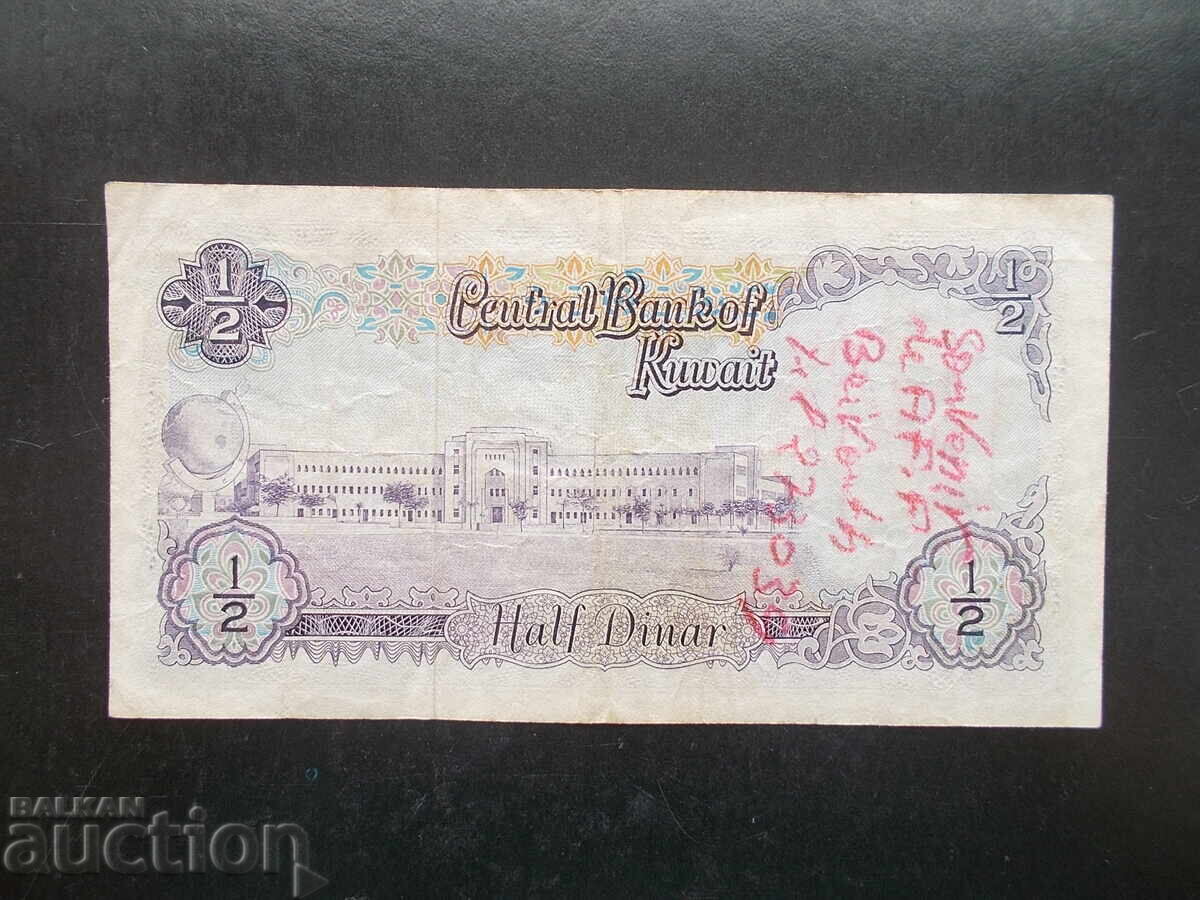 1/2
Central Bank of
Kuwait
1/2
1/2
Half Dinar
1/2
BALKAN
auction